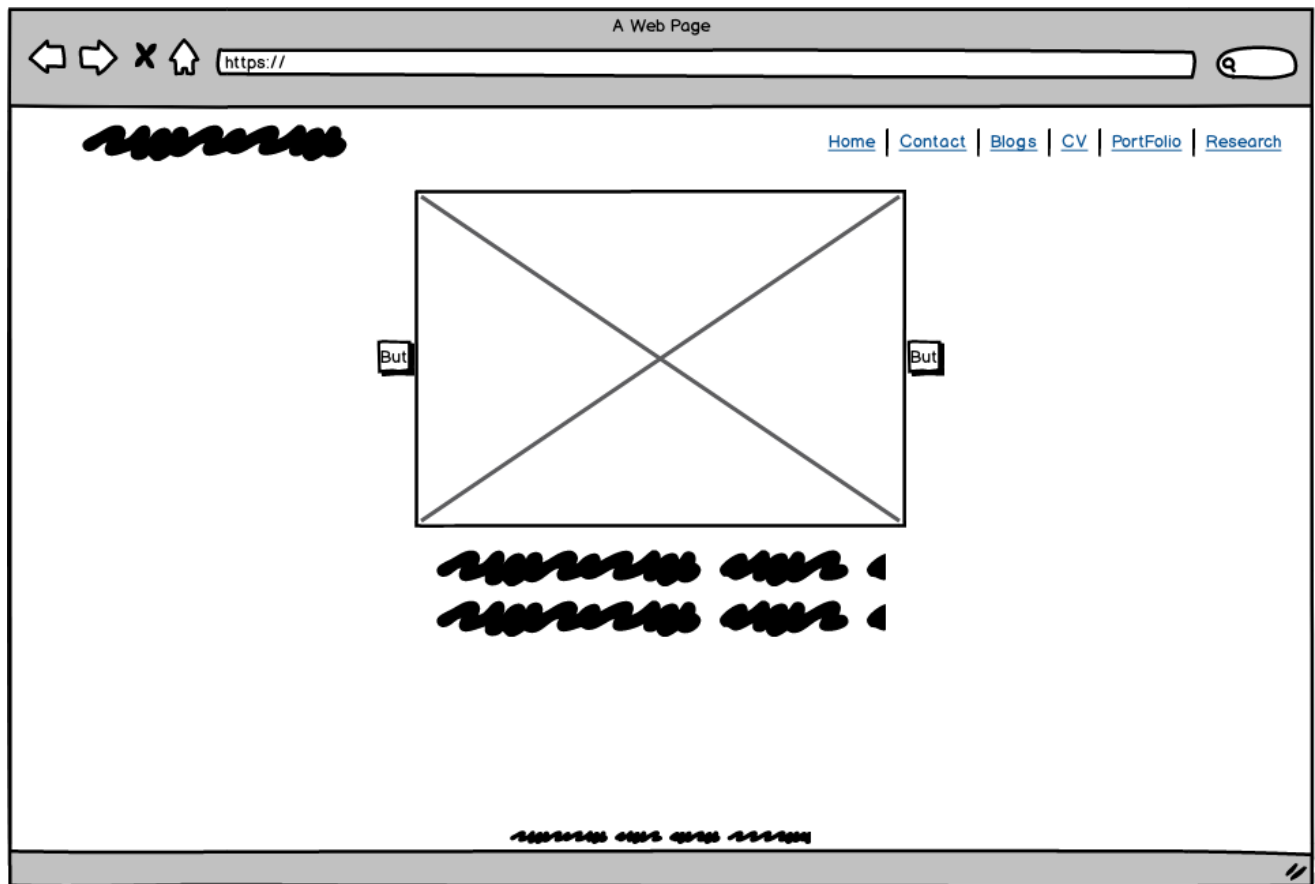 A Web Page
https://
Home | Contact | Blogs | CV | PortFolio | Research
But But